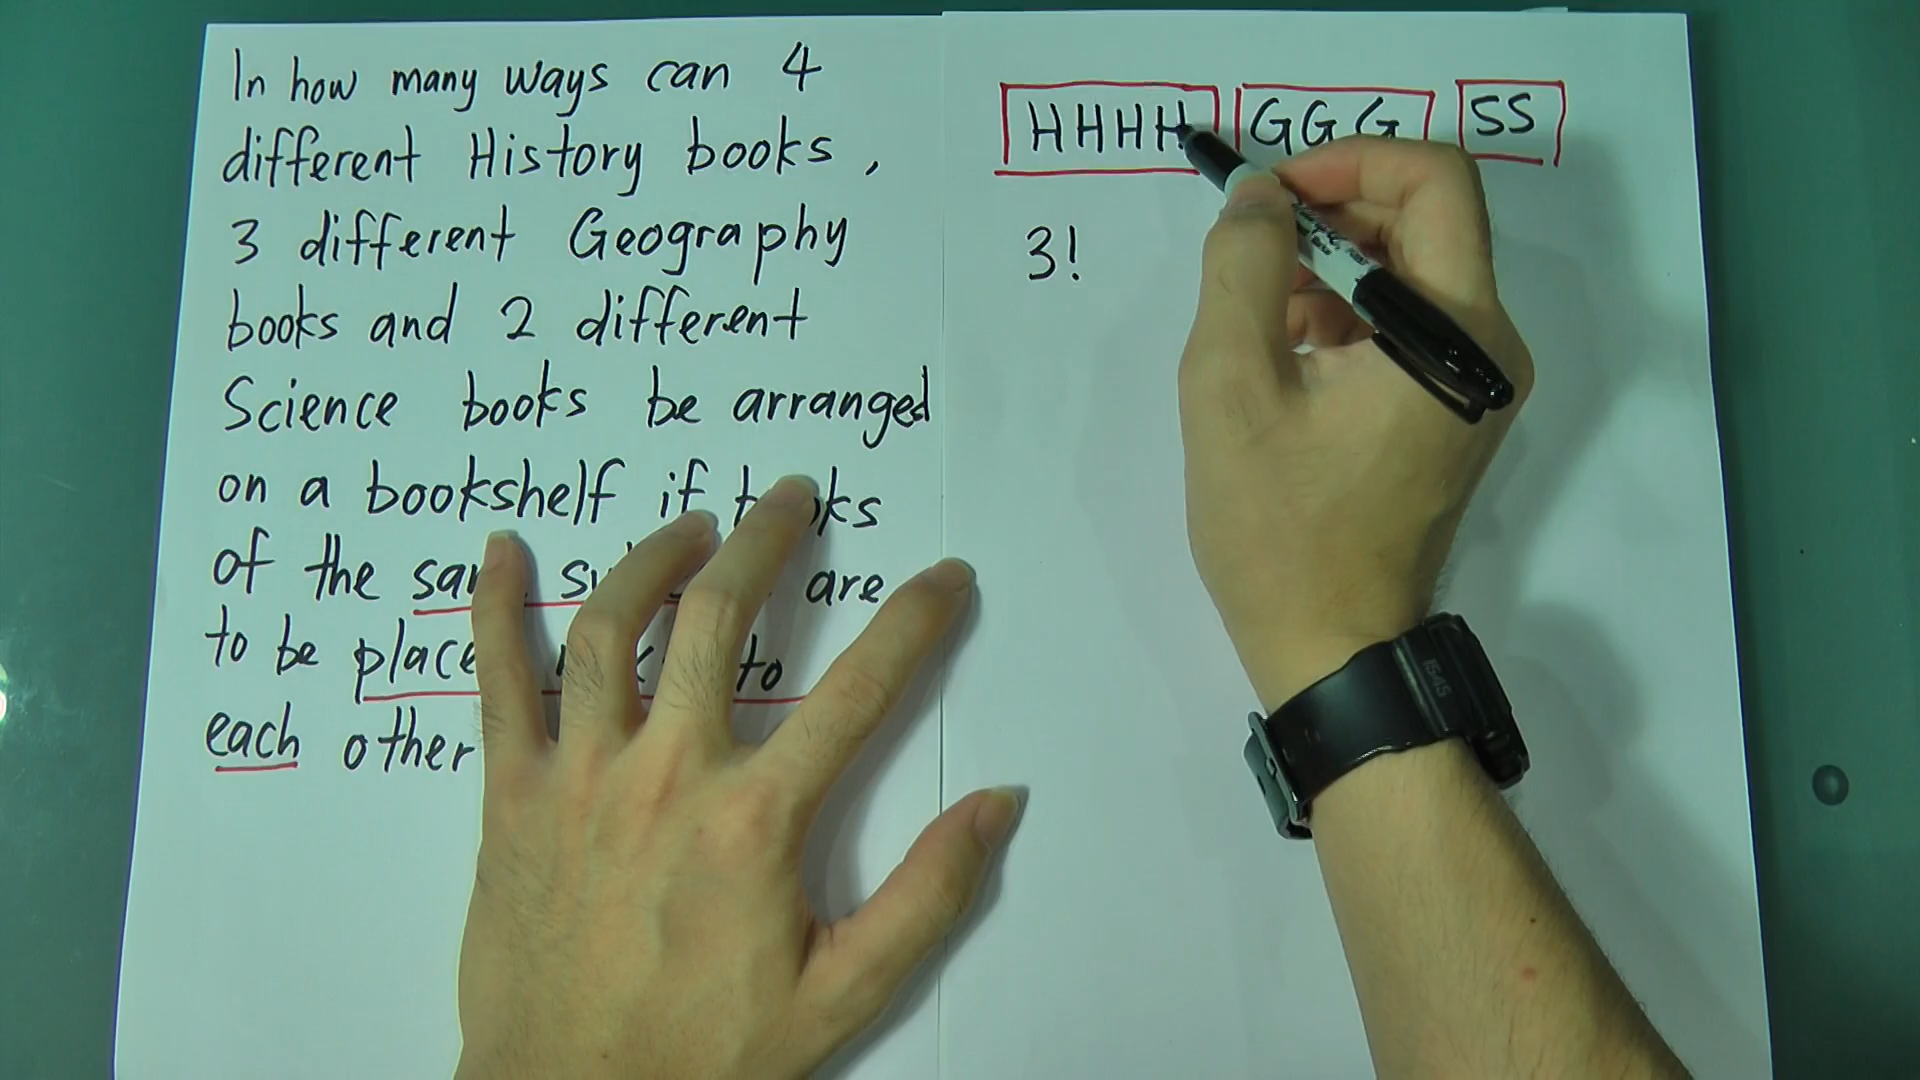 In how many ways can 4
different History books,
3 different Geography
books and 2 different
Science books be arranged
on a bookshelf if
of the are
to be to
each other
HHHH GGG SS
3!